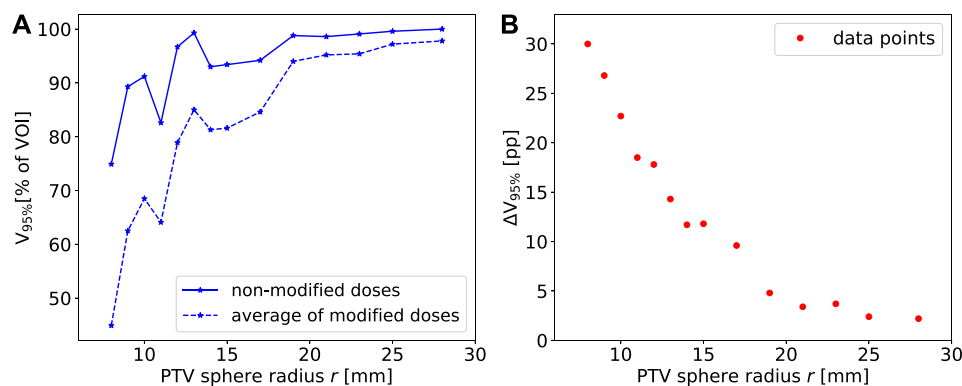 A
100
90
80
70
60
50
V95%[% of VOI]
10
15
20
25
30
PTV sphere radius r [mm]
non-modified doses
average of modified doses
B
30
25
20
15
10
5
0
ΔV95% [pp]
10
15
20
25
30
PTV sphere radius r [mm]
data points